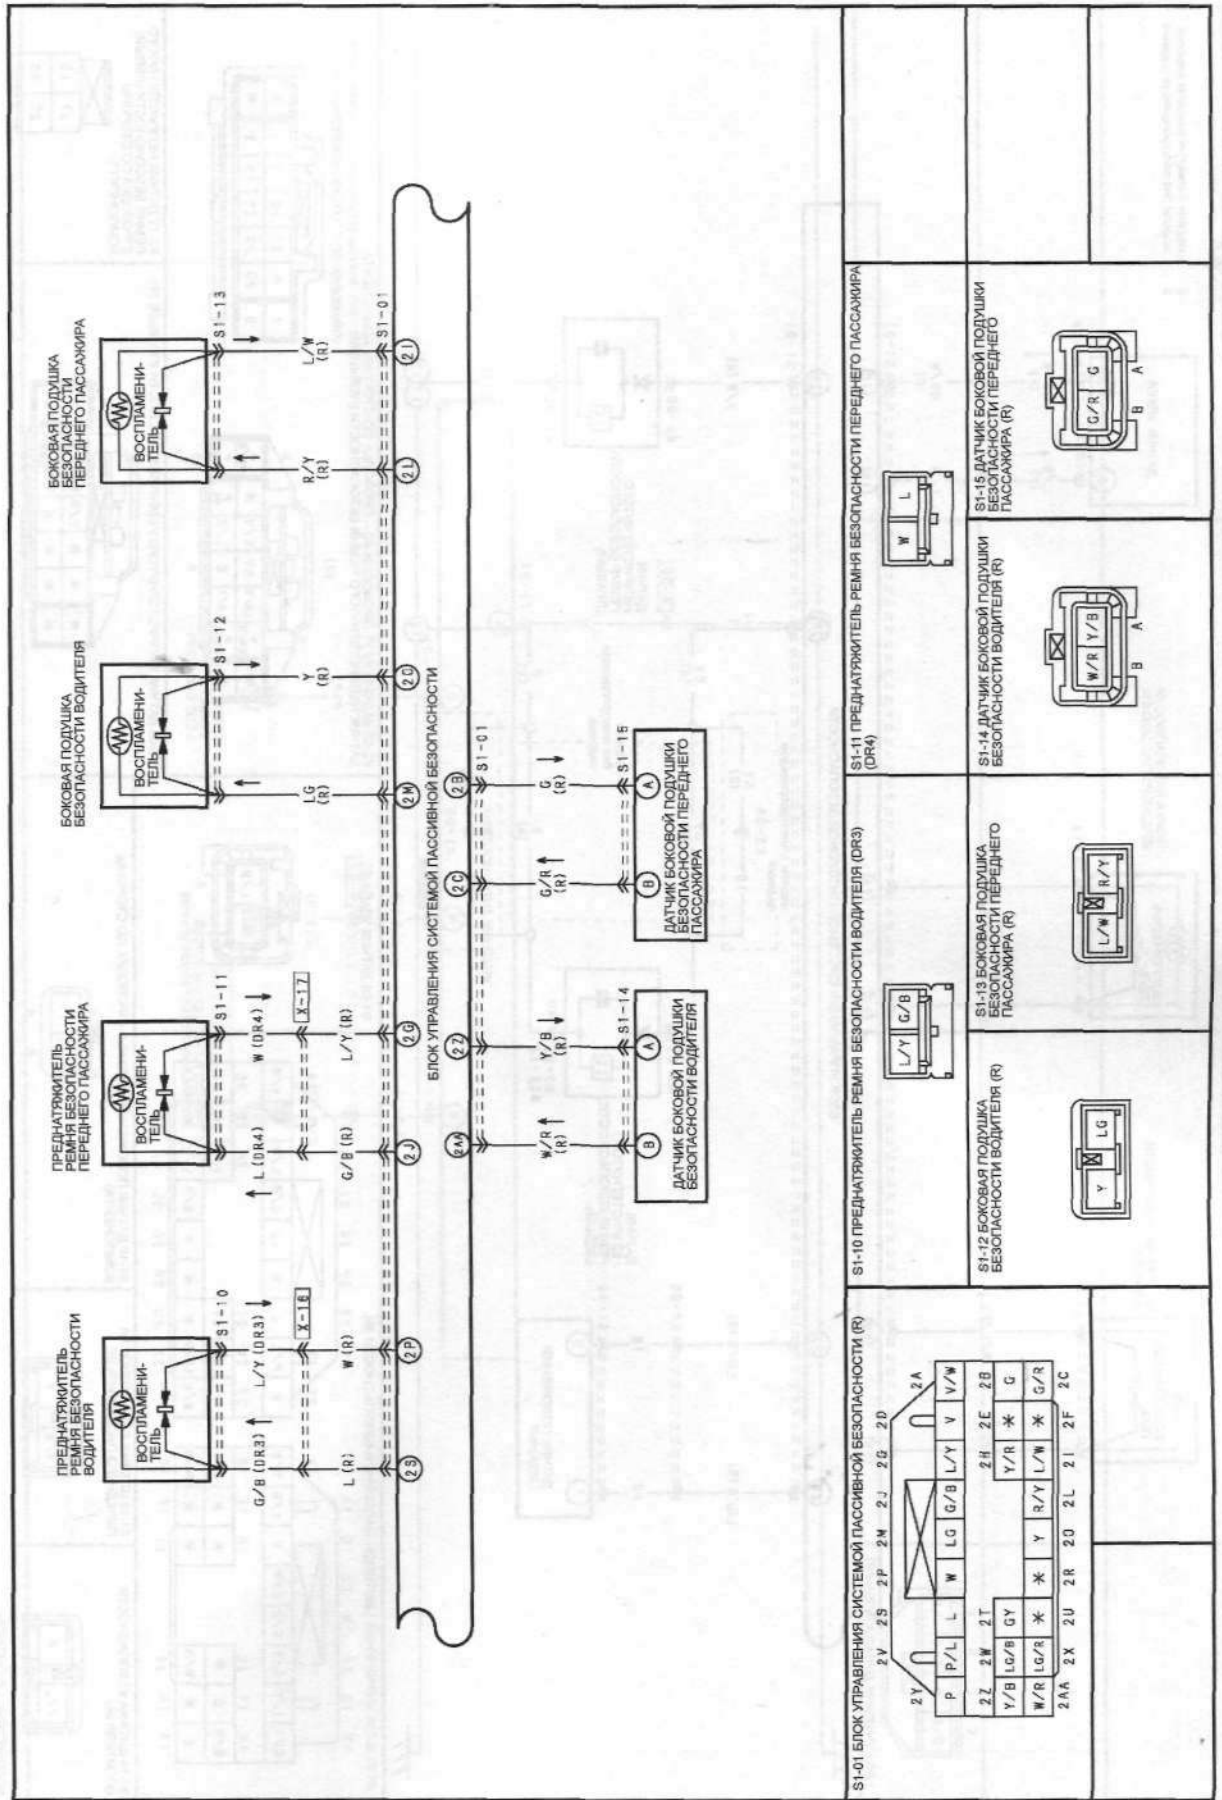 ПРЕДНАТЯЖИТЕЛЬ
РЕМНЯ БЕЗОПАСНОСТИ
ВОДИТЕЛЯ
ВОСПЛАМЕНИ-
ТЕЛЬ
S1-10
G/B (DR3)
L/Y (DR3)
X-16
L (R)
W (R)
2S
2P
ПРЕДНАТЯЖИТЕЛЬ
РЕМНЯ БЕЗОПАСНОСТИ
ПЕРЕДНЕГО ПАССАЖИРА
ВОСПЛАМЕНИ-
ТЕЛЬ
S1-11
L (DR4)
W (DR4)
X-17
G/B (R)
L/Y (R)
2J
2G
БОКОВАЯ ПОДУШКА
БЕЗОПАСНОСТИ ВОДИТЕЛЯ
ВОСПЛАМЕНИ-
ТЕЛЬ
S1-12
LG
(R)
Y
(R)
2M
2O
БОКОВАЯ ПОДУШКА
БЕЗОПАСНОСТИ
ПЕРЕДНЕГО ПАССАЖИРА
ВОСПЛАМЕНИ-
ТЕЛЬ
S1-13
R/Y
(R)
L/W
(R)
S1-01
2L
2I
БЛОК УПРАВЛЕНИЯ СИСТЕМОЙ ПАССИВНОЙ БЕЗОПАСНОСТИ
2AA
2Z
2C
2B
S1-01
W/R
(R)
Y/B
(R)
S1-14
B
A
ДАТЧИК БОКОВОЙ ПОДУШКИ
БЕЗОПАСНОСТИ ВОДИТЕЛЯ
G/R
(R)
G
(R)
S1-15
B
A
ДАТЧИК БОКОВОЙ ПОДУШКИ
БЕЗОПАСНОСТИ ПЕРЕДНЕГО
ПАССАЖИРА
S1-01 БЛОК УПРАВЛЕНИЯ СИСТЕМОЙ ПАССИВНОЙ БЕЗОПАСНОСТИ (R)
2Y 2V 2S 2P 2M 2J 2G 2D 2A
P P/L L W LG G/B L/Y V V/W
2Z 2W 2T 2H 2E 2B
Y/B LG/B GY Y/R * G
W/R LG/R * * Y R/Y L/W * G/R
2AA 2X 2U 2R 2O 2L 2I 2F 2C
S1-10 ПРЕДНАТЯЖИТЕЛЬ РЕМНЯ БЕЗОПАСНОСТИ ВОДИТЕЛЯ (DR3)
L/Y G/B
S1-11 ПРЕДНАТЯЖИТЕЛЬ РЕМНЯ БЕЗОПАСНОСТИ ПЕРЕДНЕГО ПАССАЖИРА
(DR4)
W L
S1-12 БОКОВАЯ ПОДУШКА
БЕЗОПАСНОСТИ ВОДИТЕЛЯ (R)
Y LG
S1-13 БОКОВАЯ ПОДУШКА
БЕЗОПАСНОСТИ ПЕРЕДНЕГО
ПАССАЖИРА (R)
L/W R/Y
S1-14 ДАТЧИК БОКОВОЙ ПОДУШКИ
БЕЗОПАСНОСТИ ВОДИТЕЛЯ (R)
W/R Y/B
B A
S1-15 ДАТЧИК БОКОВОЙ ПОДУШКИ
БЕЗОПАСНОСТИ ПЕРЕДНЕГО
ПАССАЖИРА (R)
G/R G
B A